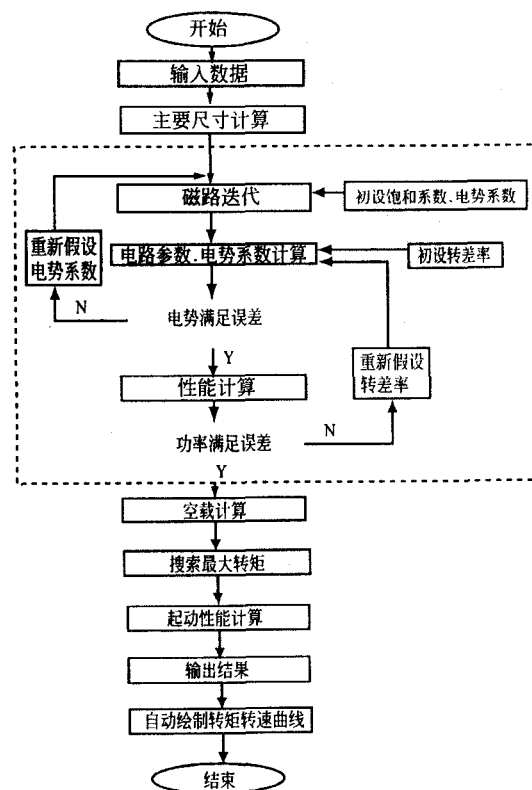 开始
输入数据
主要尺寸计算
磁路迭代
初设饱和系数、电势系数
重新假设
电势系数
电路参数、电势系数计算
初设转差率
N
电势满足误差
Y
重新假设
转差率
性能计算
N
功率满足误差
Y
空载计算
搜索最大转矩
起动性能计算
输出结果
自动绘制转矩转速曲线
结束